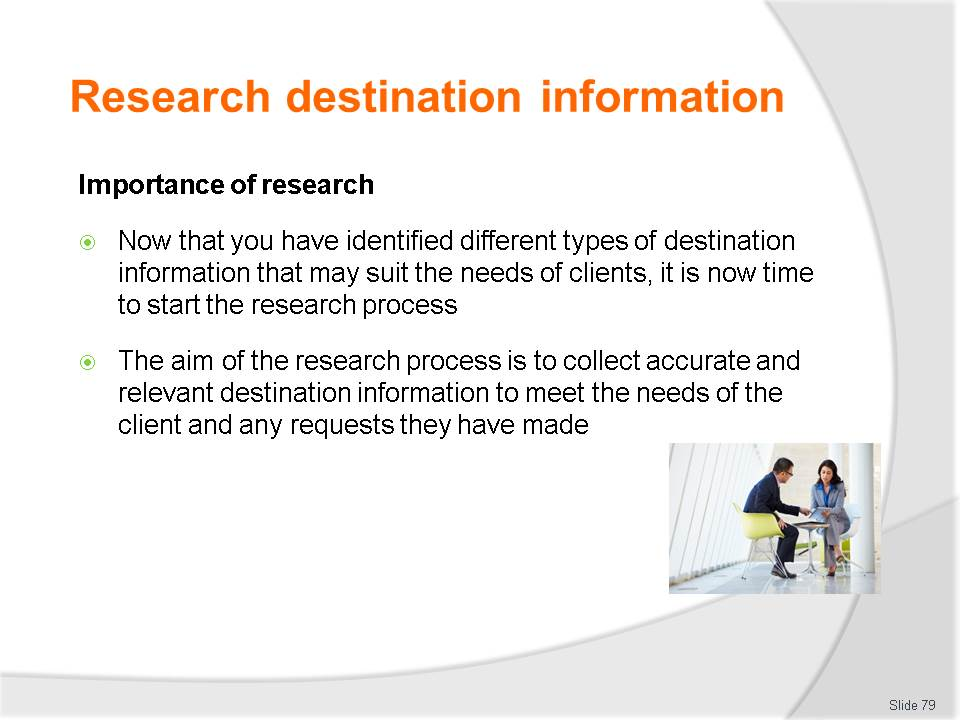 Research destination information
Importance of research
Now that you have identified different types of destination
information that may suit the needs of clients, it is now time
to start the research process
The aim of the research process is to collect accurate and
relevant destination information to meet the needs of the
client and any requests they have made
Slide 79